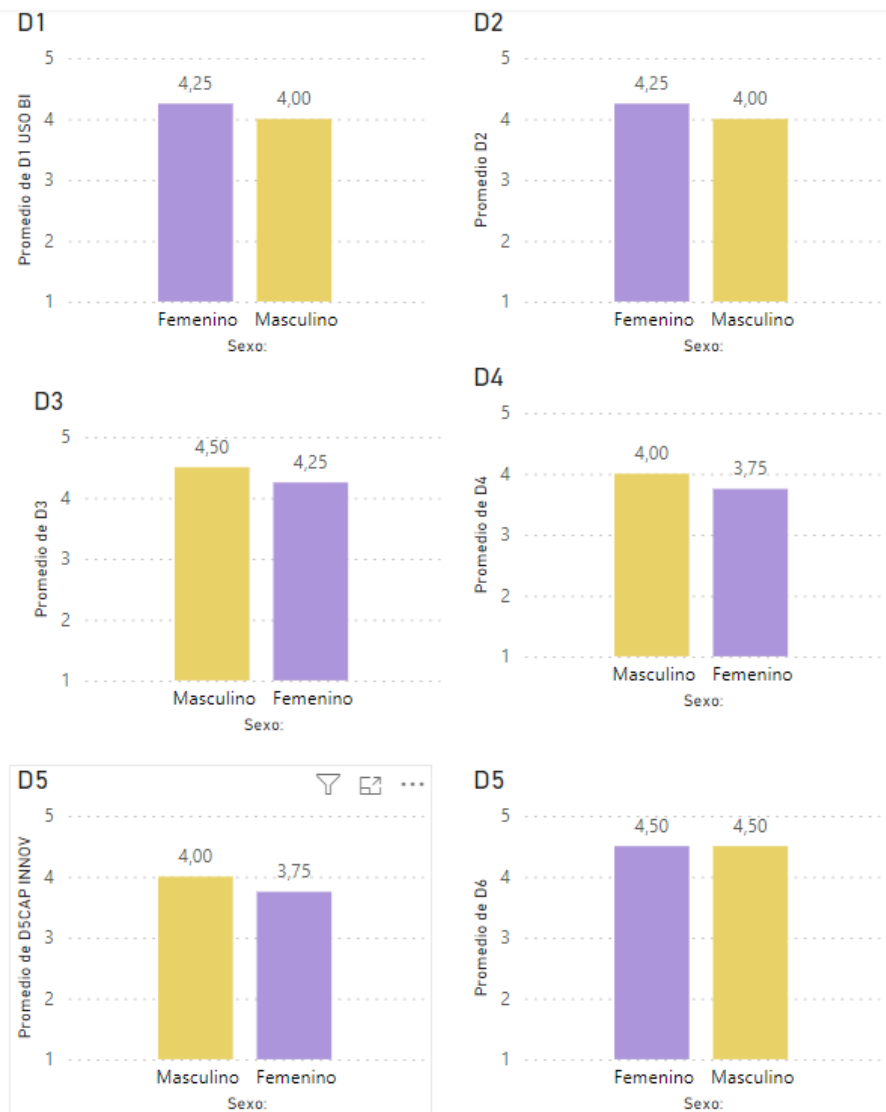 D1
Promedio de D1 USO BI
5
4
3
2
1
4,25
4,00
Femenino Masculino
Sexo:
D2
Promedio D2
5
4
3
2
1
4,25
4,00
Femenino Masculino
Sexo:
D3
Promedio de D3
5
4
3
2
1
4,50
4,25
Masculino Femenino
Sexo:
D4
Promedio de D4
5
4
3
2
1
4,00
3,75
Masculino Femenino
Sexo:
D5
Promedio de D5CAP INNOV
5
4
3
2
1
4,00
3,75
Masculino Femenino
Sexo:
D5
Promedio de D6
5
4
3
2
1
4,50 4,50
Femenino Masculino
Sexo: